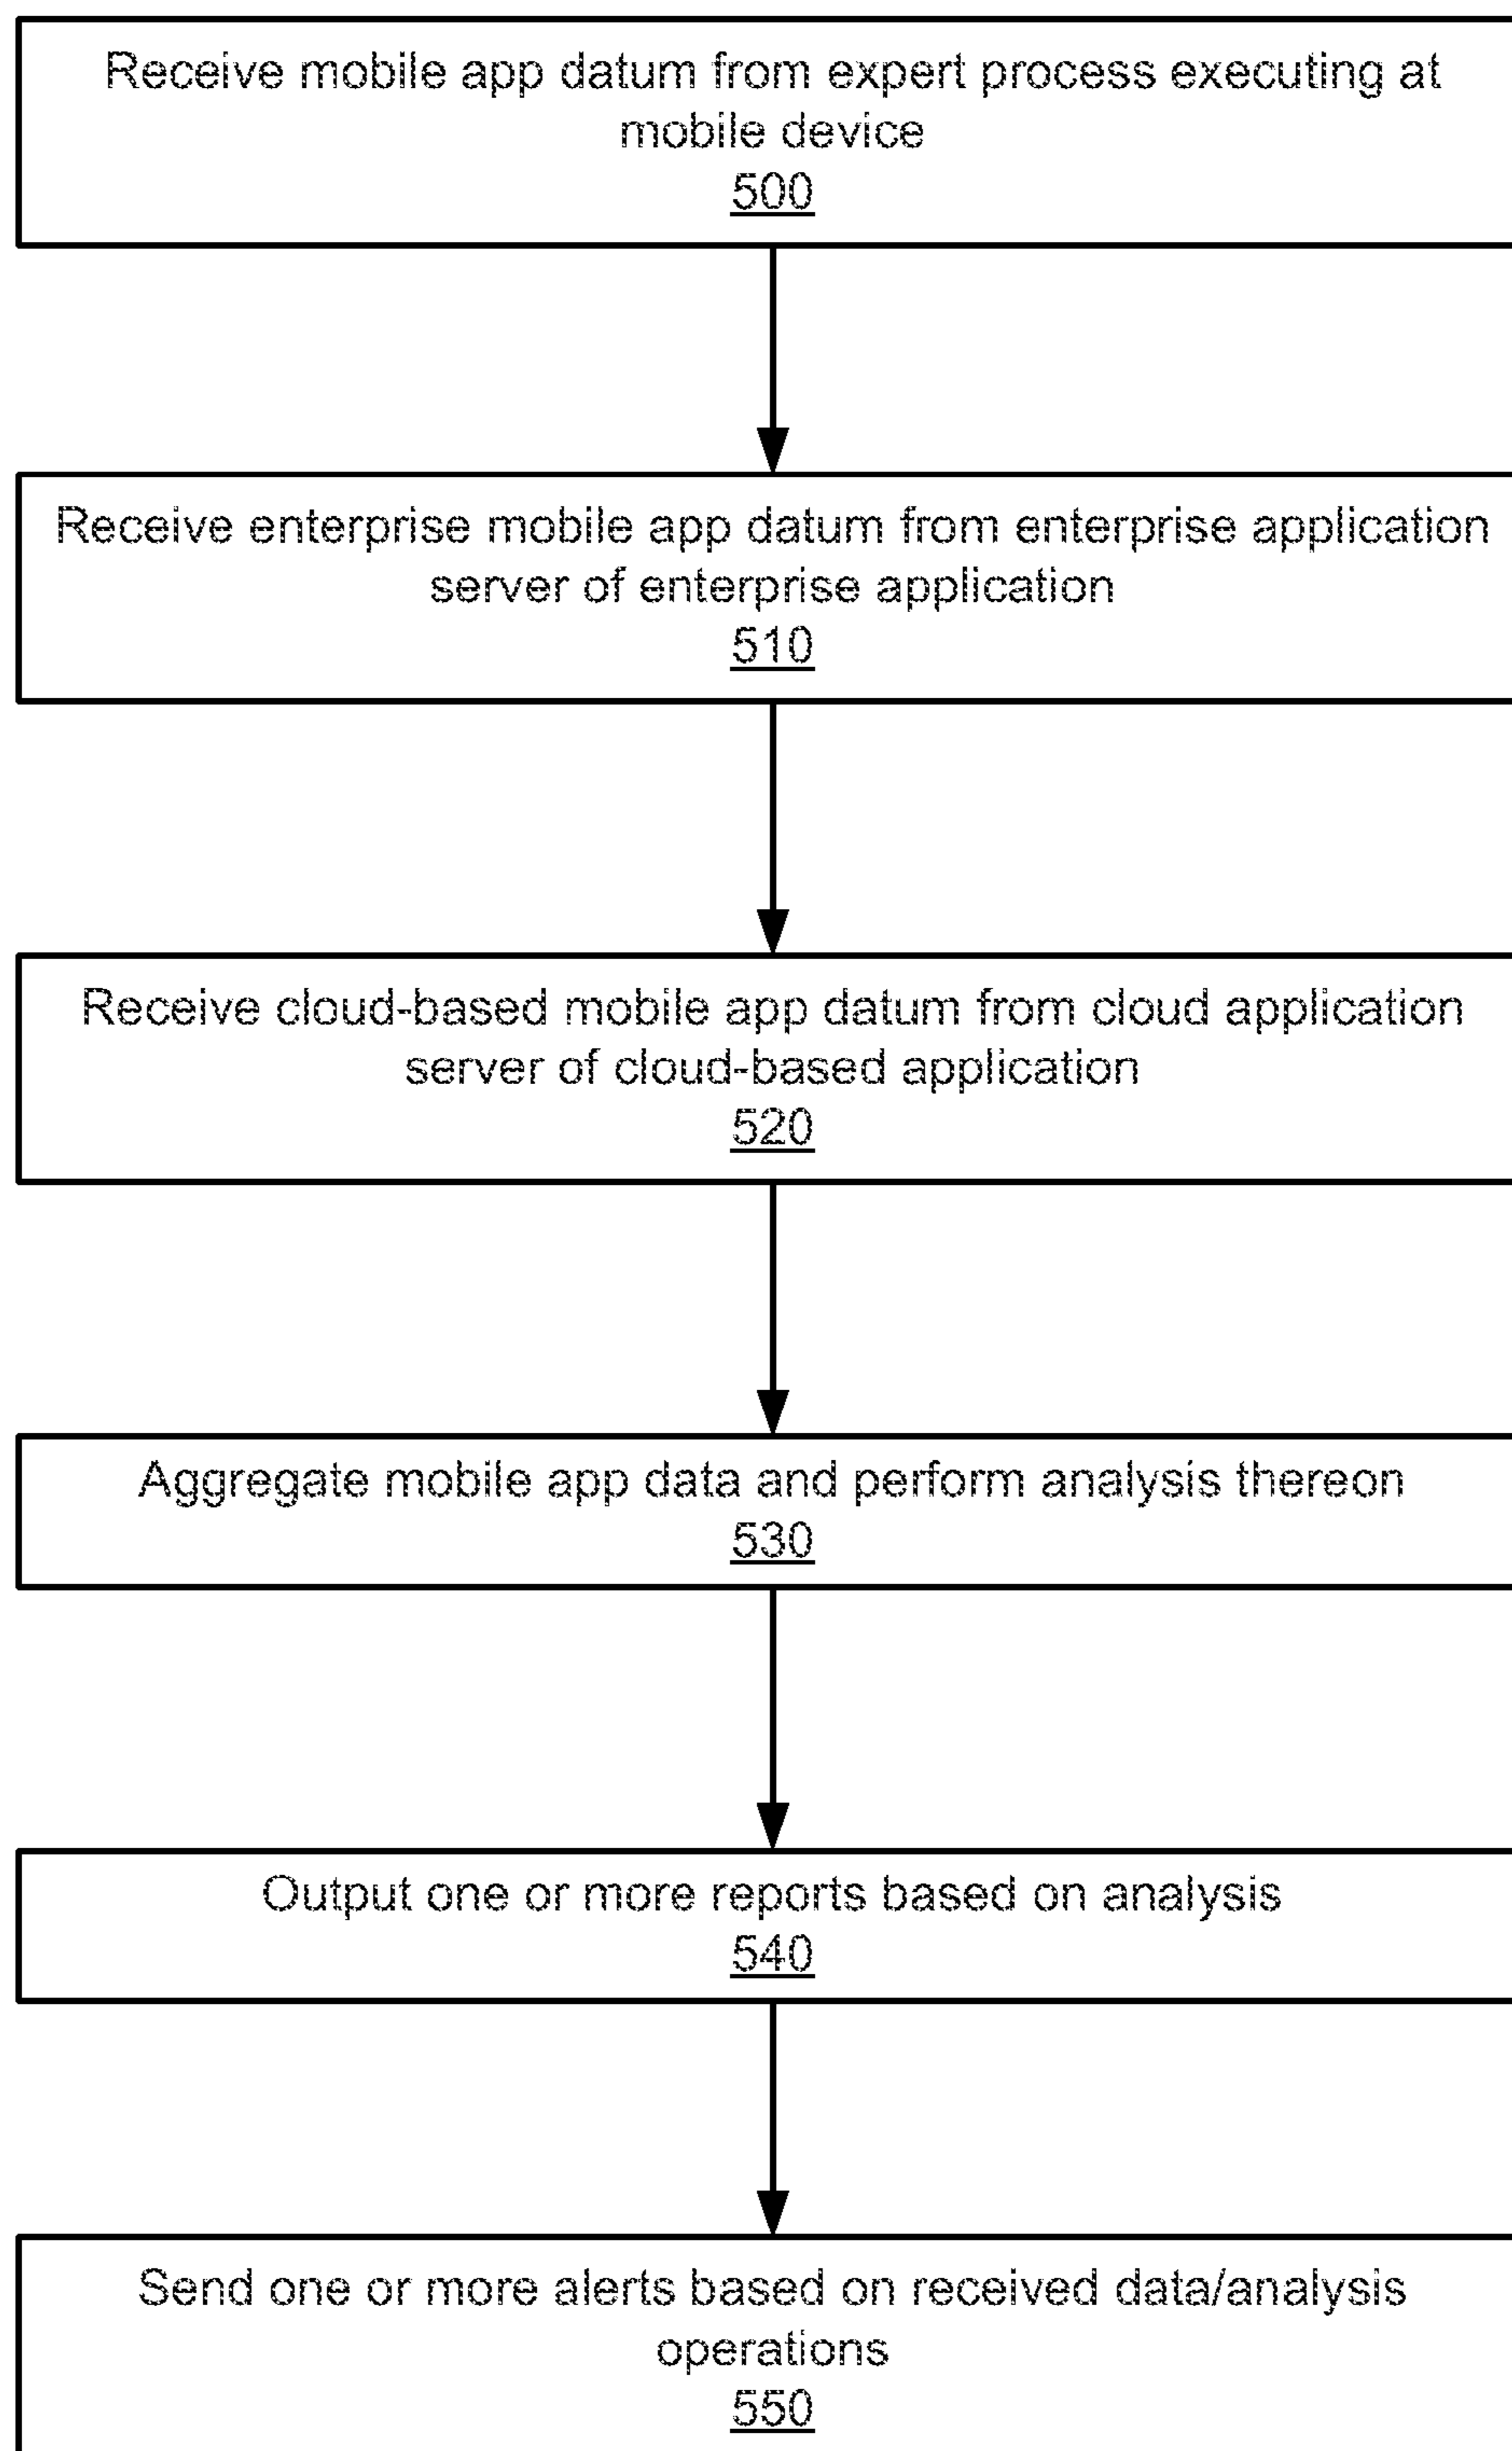 Receive mobile app datum from expert process executing at
mobile device
500
Receive enterprise mobile app datum from enterprise application
server of enterprise application
510
Receive cloud-based mobile app datum from cloud application
server of cloud-based application
520
Aggregate mobile app data and perform analysis thereon
530
Output one or more reports based on analysis
540
Send one or more alerts based on received data/analysis
operations
550